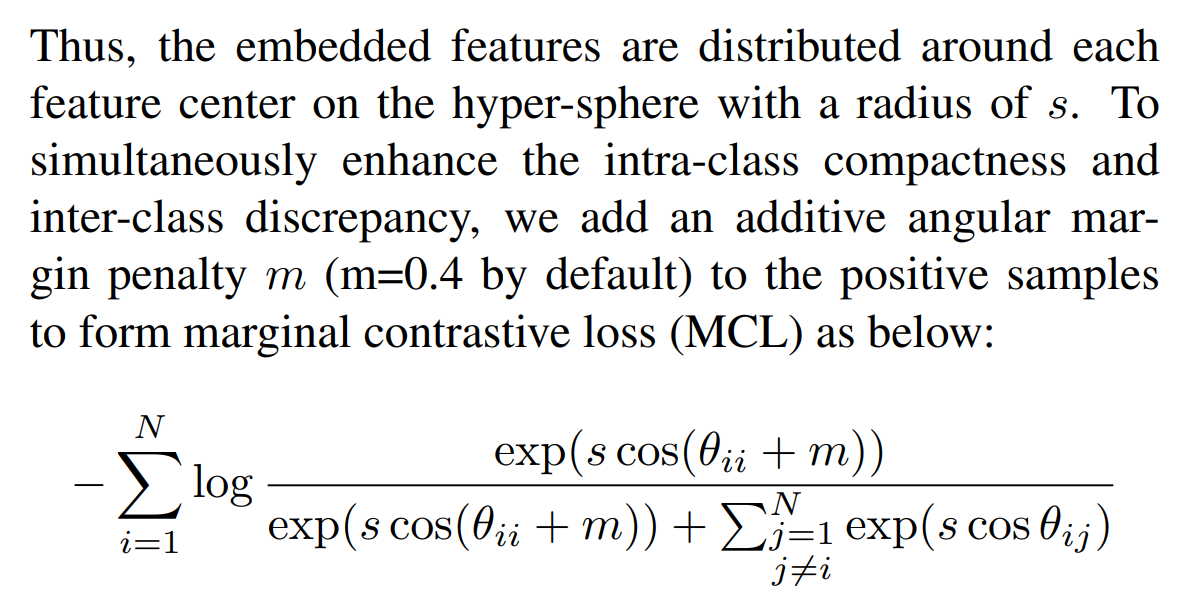 Thus, the embedded features are distributed around each
feature center on the hyper-sphere with a radius of s. To
simultaneously enhance the intra-class compactness and
inter-class discrepancy, we add an additive angular mar-
gin penalty m (m=0.4 by default) to the positive samples
to form marginal contrastive loss (MCL) as below:
− \sum_{i=1}^{N} \log \frac{\exp(s \cos(\theta_{ii} + m))}{\exp(s \cos(\theta_{ii} + m)) + \sum_{\substack{j=1 \\ j \neq i}}^{N} \exp(s \cos \theta_{ij})}